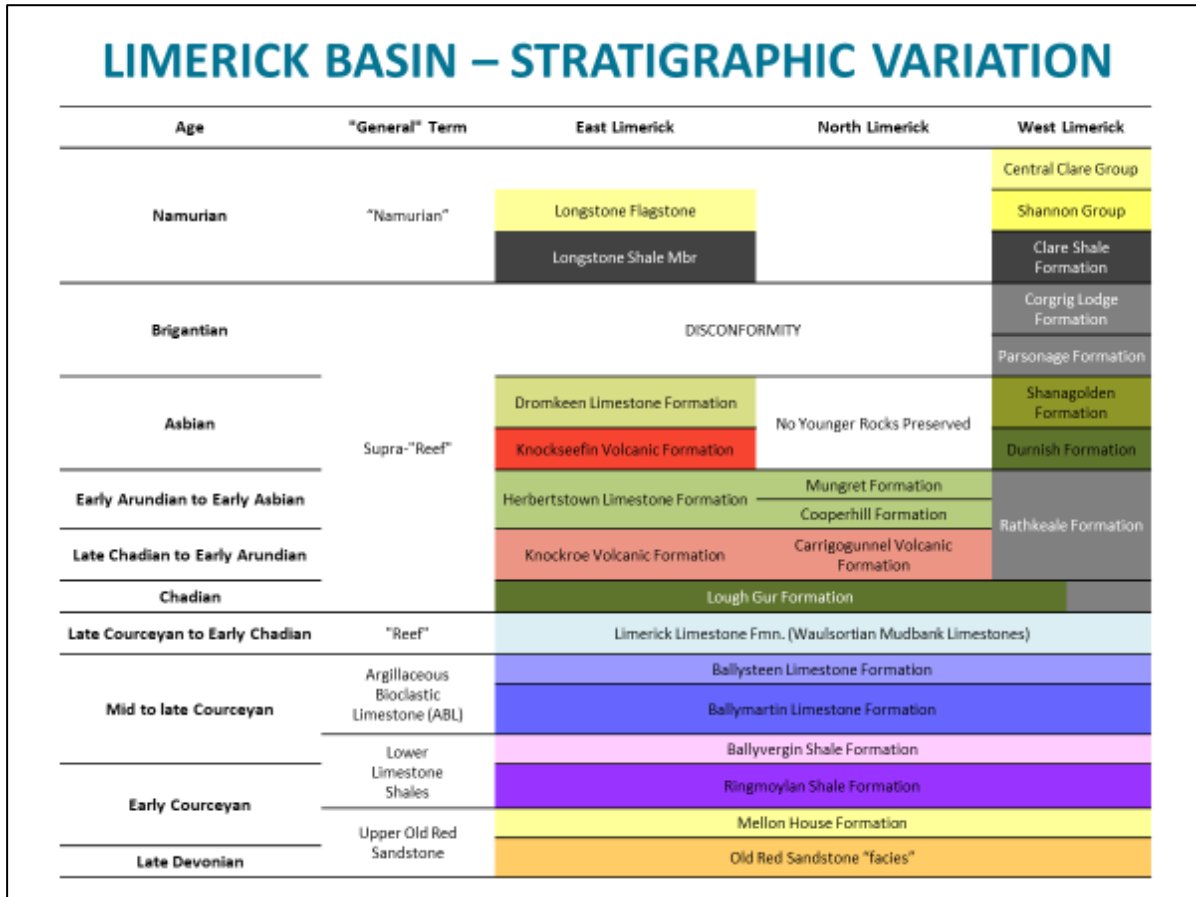 LIMERICK BASIN – STRATIGRAPHIC VARIATION
Age
"General" Term
East Limerick
North Limerick
West Limerick
Namurian
"Namurian"
Longstone Flagstone
Longstone Shale Mbr
Central Clare Group
Shannon Group
Clare Shale
Formation
Brigantian
DISCONFORMITY
Corgrig Lodge
Formation
Parsonage Formation
Asbian
Supra-"Reef"
Dromkeen Limestone Formation
Knockseefin Volcanic Formation
No Younger Rocks Preserved
Shanagolden
Formation
Durnish Formation
Early Arundian to Early Asbian
Herbertstown Limestone Formation
Mungret Formation
Cooperhill Formation
Rathkeale Formation
Late Chadian to Early Arundian
Knockroe Volcanic Formation
Carrigogunnel Volcanic
Formation
Chadian
Lough Gur Formation
Late Courceyan to Early Chadian
"Reef"
Limerick Limestone Fmn. (Waulsortian Mudbank Limestones)
Mid to late Courceyan
Argillaceous
Bioclastic
Limestone (ABL)
Ballysteen Limestone Formation
Ballymartin Limestone Formation
Lower
Limestone
Shales
Ballyvergin Shale Formation
Early Courceyan
Ringmoylan Shale Formation
Upper Old Red
Sandstone
Mellon House Formation
Late Devonian
Old Red Sandstone "facies"